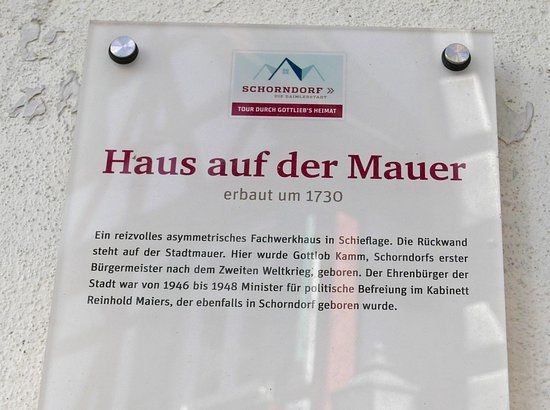 SCHORNDORF »
DIE DAIMLERSTADT
TOUR DURCH GOTTLIEB'S HEIMAT
Haus auf der Mauer
erbaut um 1730
Ein reizvolles asymmetrisches Fachwerkhaus in Schieflage. Die Rückwand
steht auf der Stadtmauer. Hier wurde Gottlob Kamm, Schorndorfs erster
Bürgermeister nach dem Zweiten Weltkrieg, geboren. Der Ehrenbürger der
Stadt war von 1946 bis 1948 Minister für politische Befreiung im Kabinett
Reinhold Maiers, der ebenfalls in Schorndorf geboren wurde.